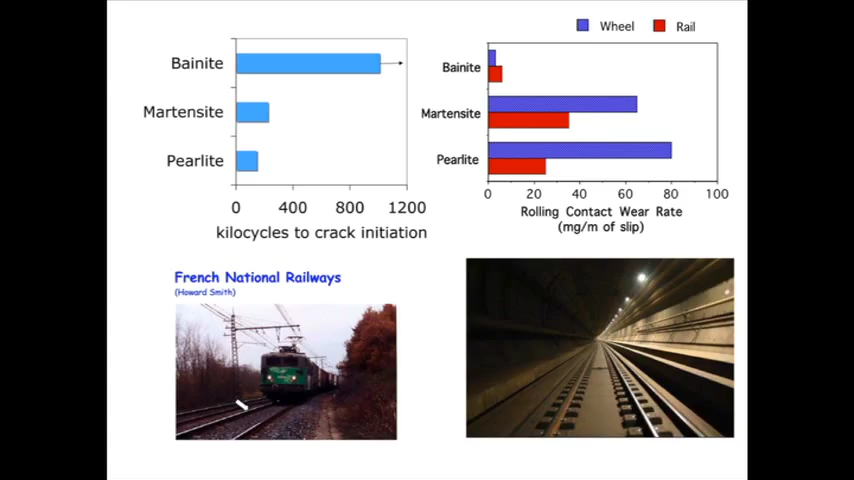 Bainite
Martensite
Pearlite
0 400 800 1200
kilocycles to crack initiation
Wheel Rail
Bainite
Martensite
Pearlite
0 20 40 60 80 100
Rolling Contact Wear Rate
(mg/m of slip)
French National Railways
(Howard Smith)